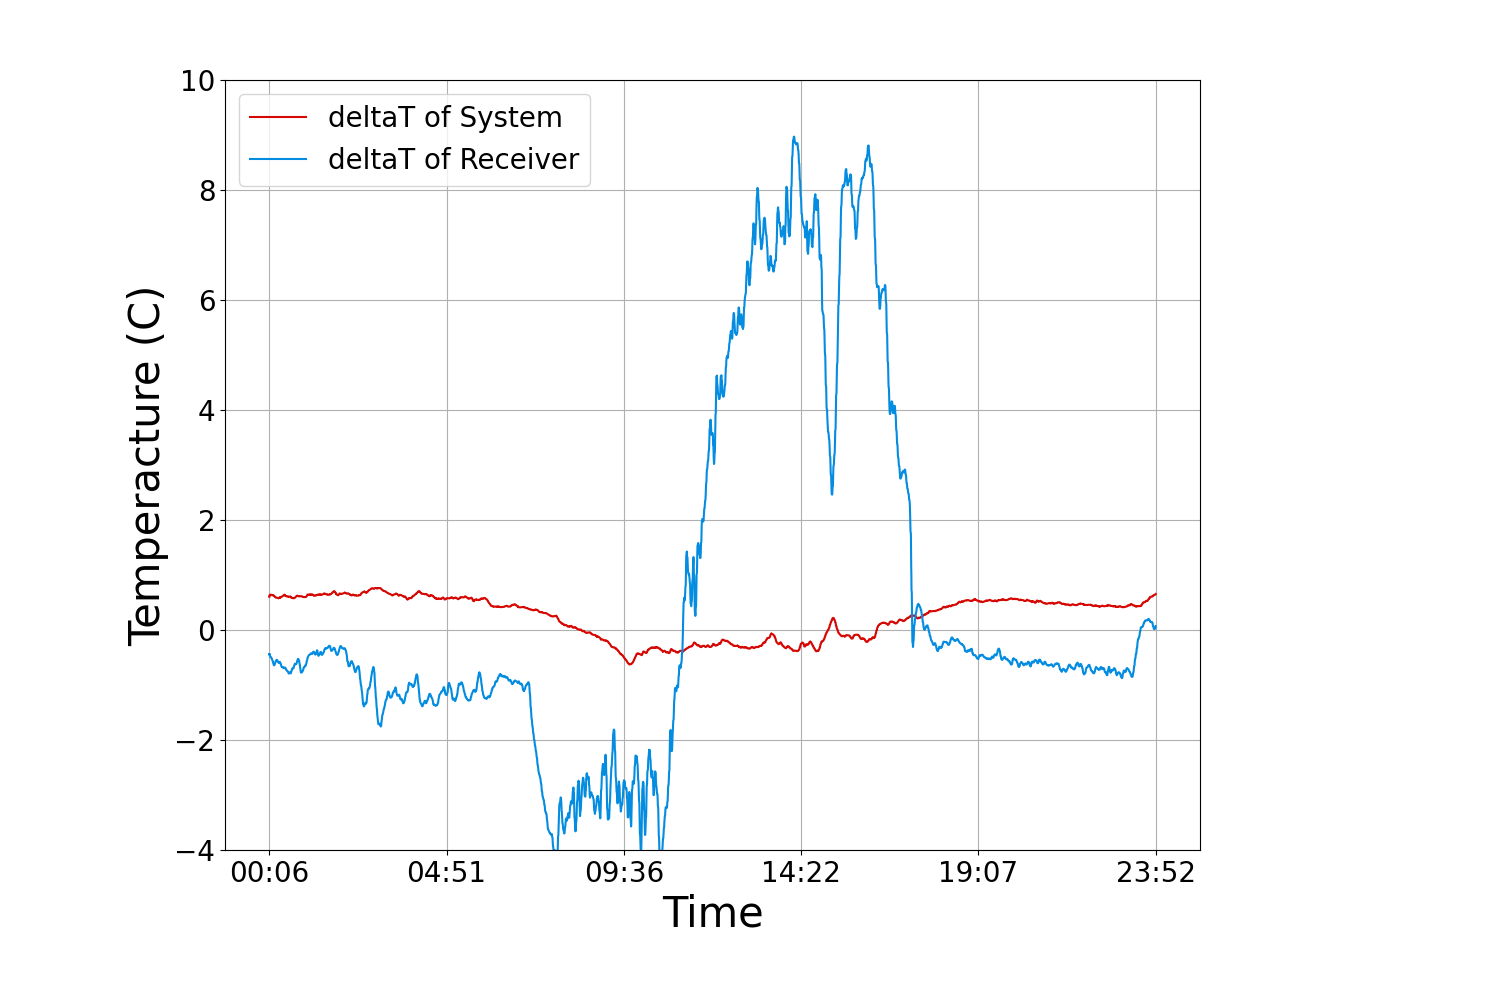 deltaT of System
deltaT of Receiver
Temperacture (C)
10
8
6
4
2
0
−2
−4
00:06 04:51 09:36 14:22 19:07 23:52
Time